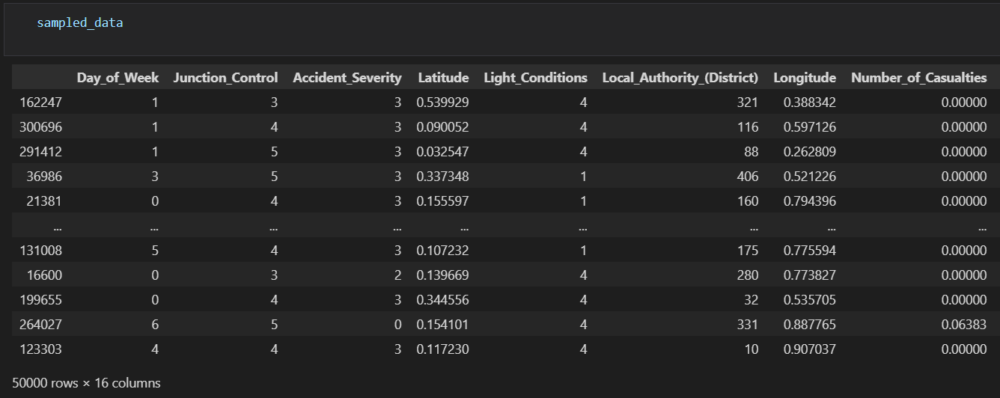 sampled_data
Day_of_Week Junction_Control Accident_Severity Latitude Light_Conditions Local_Authority_(District) Longitude Number_of_Casualties
162247 1 3 3 0.539929 4 321 0.388342 0.00000
300696 1 4 3 0.090052 4 116 0.597126 0.00000
291412 1 5 3 0.032547 4 88 0.262809 0.00000
36986 3 5 3 0.337348 1 406 0.521226 0.00000
21381 0 4 3 0.155597 1 160 0.794396 0.00000
... ... ... ... ... ... ... ... ...
131008 5 4 3 0.107232 1 175 0.775594 0.00000
16600 0 3 2 0.139669 4 280 0.773827 0.00000
199655 0 4 3 0.344556 4 32 0.535705 0.00000
264027 6 5 0 0.154101 4 331 0.887765 0.06383
123303 4 4 3 0.117230 4 10 0.907037 0.00000
50000 rows × 16 columns